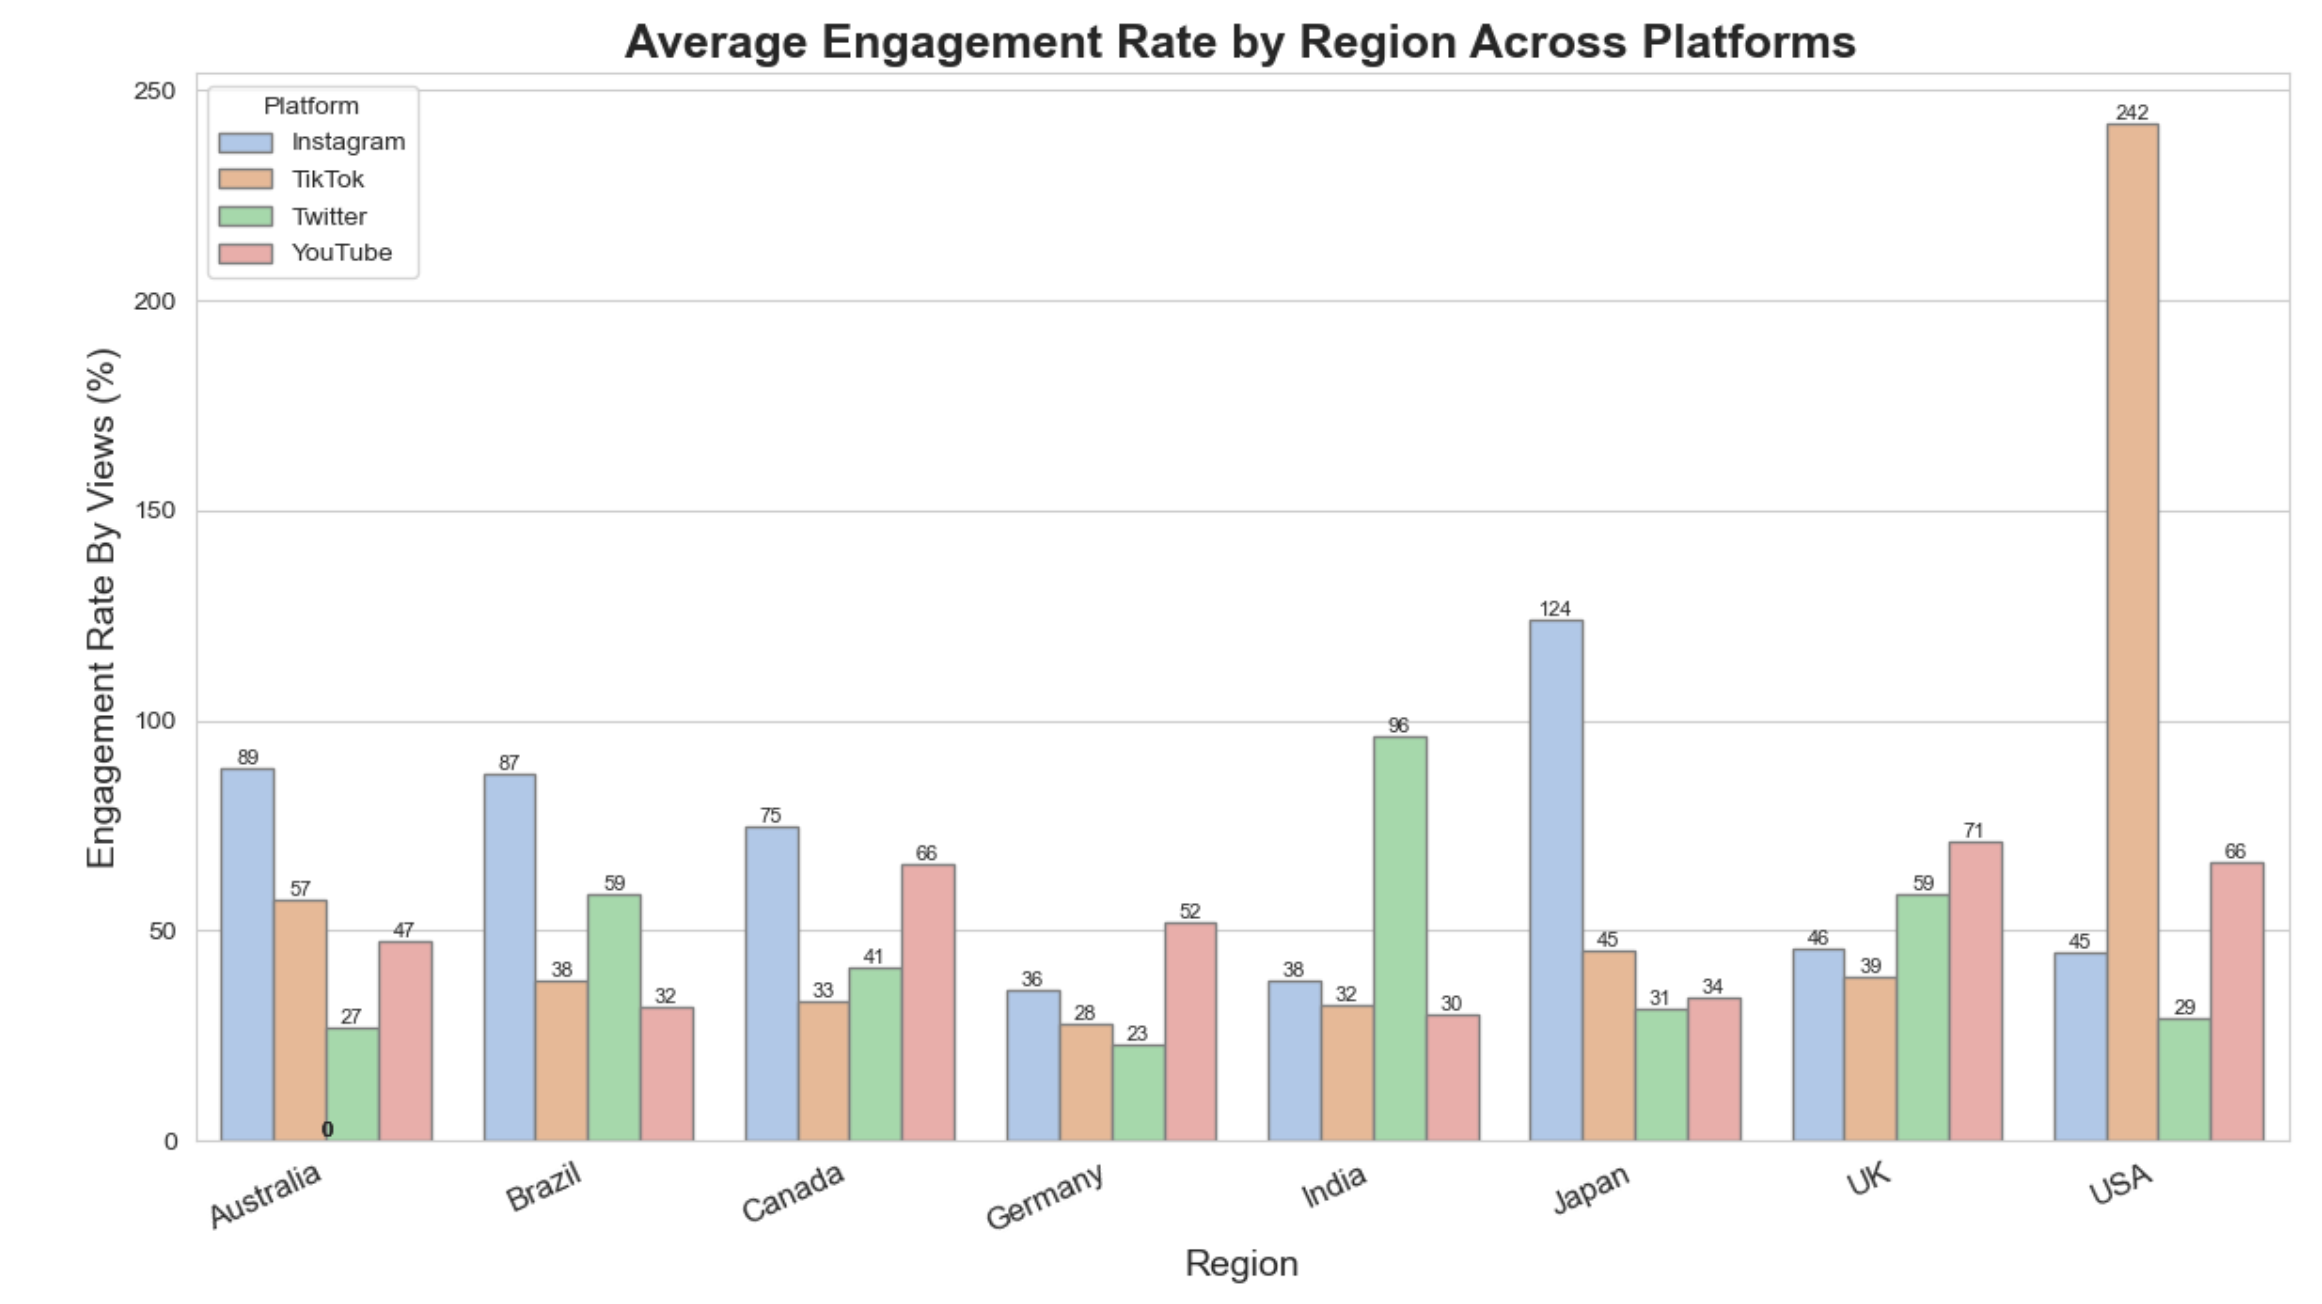 Average Engagement Rate by Region Across Platforms
Platform
Instagram
TikTok
Twitter
YouTube
Engagement Rate By Views (%)
250
200
150
100
50
0
89
57
27
47
0
87
38
59
32
75
33
41
66
36
28
23
52
38
32
96
30
124
45
31
34
46
39
59
71
45
242
29
66
Australia
Brazil
Canada
Germany
India
Japan
UK
USA
Region